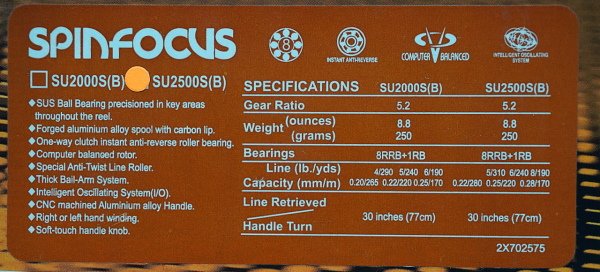 SPINFOCUS
8
INSTANT ANTI-REVERSE
COMPUTER BALANCED
INTELLIGENT OSCILLATING
SYSTEM
SU2000S(B) SU2500S(B)
◆SUS Ball Bearing precisioned in key areas
throughout the reel.
◆Forged aluminium alloy spool with carbon lip.
◆One-way clutch instant anti-reverse roller bearing.
◆Computer balanced rotor.
◆Special Anti-Twist Line Roller.
◆Thick Bail-Arm System.
◆Intelligent Oscillating System(I/O).
◆CNC machined Aluminium alloy Handle.
◆Right or left hand winding.
◆Soft-touch handle knob.
SPECIFICATIONS SU2000S(B) SU2500S(B)
Gear Ratio 5.2 5.2
Weight (ounces) 8.8 8.8
(grams) 250 250
Bearings 8RRB+1RB 8RRB+1RB
Line (lb./yds) 4/290 5/240 6/190 5/310 6/240 8/190
Capacity (mm/m) 0.20/265 0.22/220 0.25/170 0.22/280 0.25/220 0.28/170
Line Retrieved
30 inches (77cm) 30 inches (77cm)
Handle Turn
2X702575